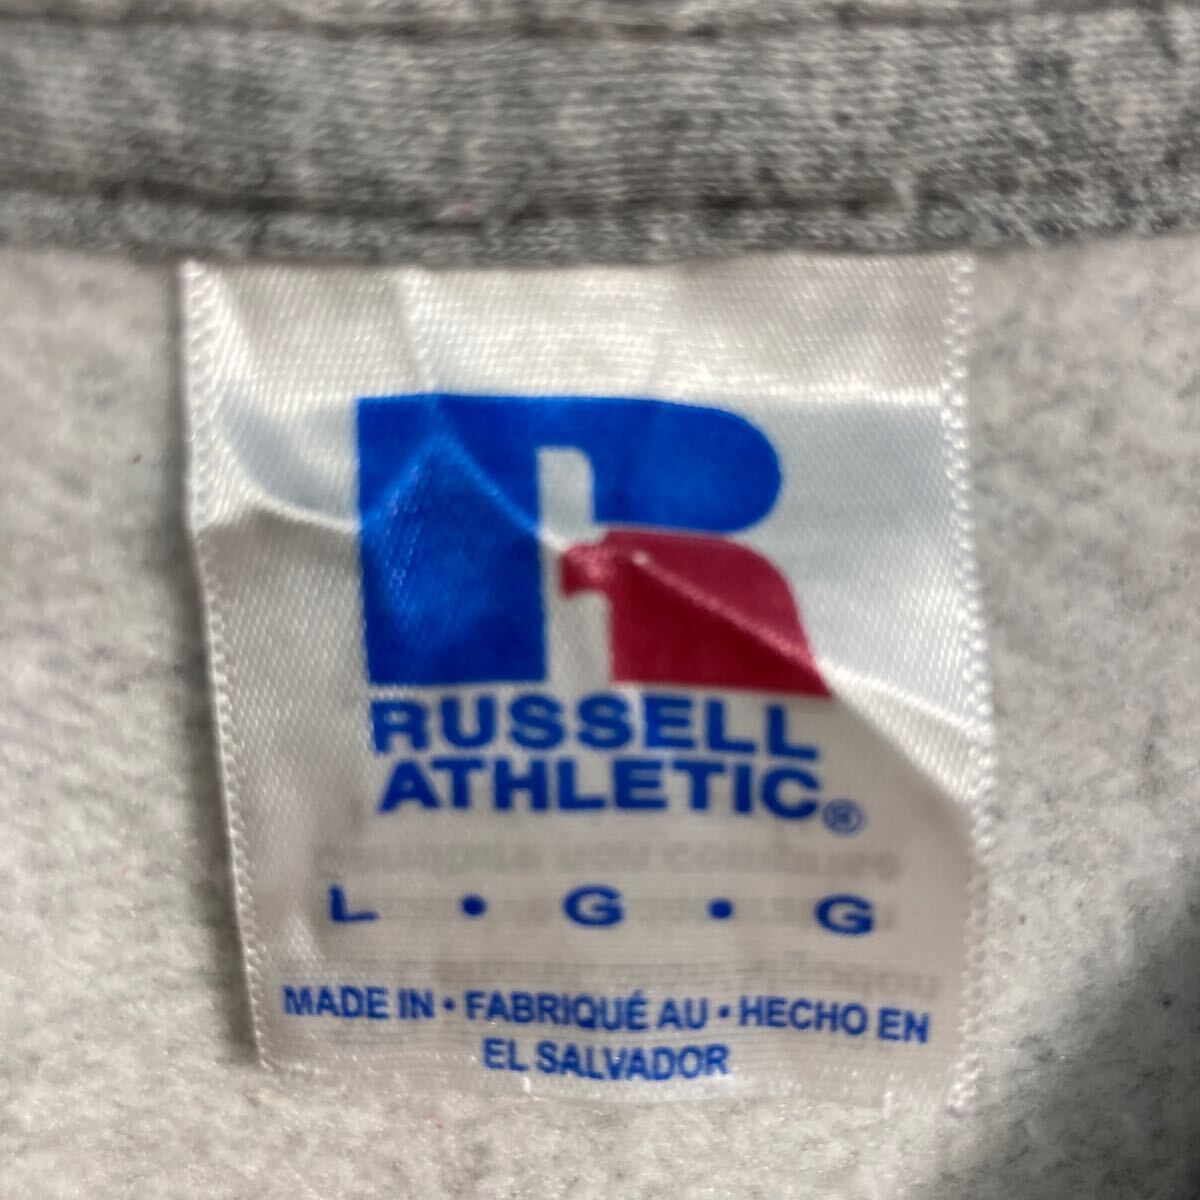 R
RUSSELL
ATHLETIC®
L • G • G
MADE IN • FABRIQUÉ AU • HECHO EN
EL SALVADOR